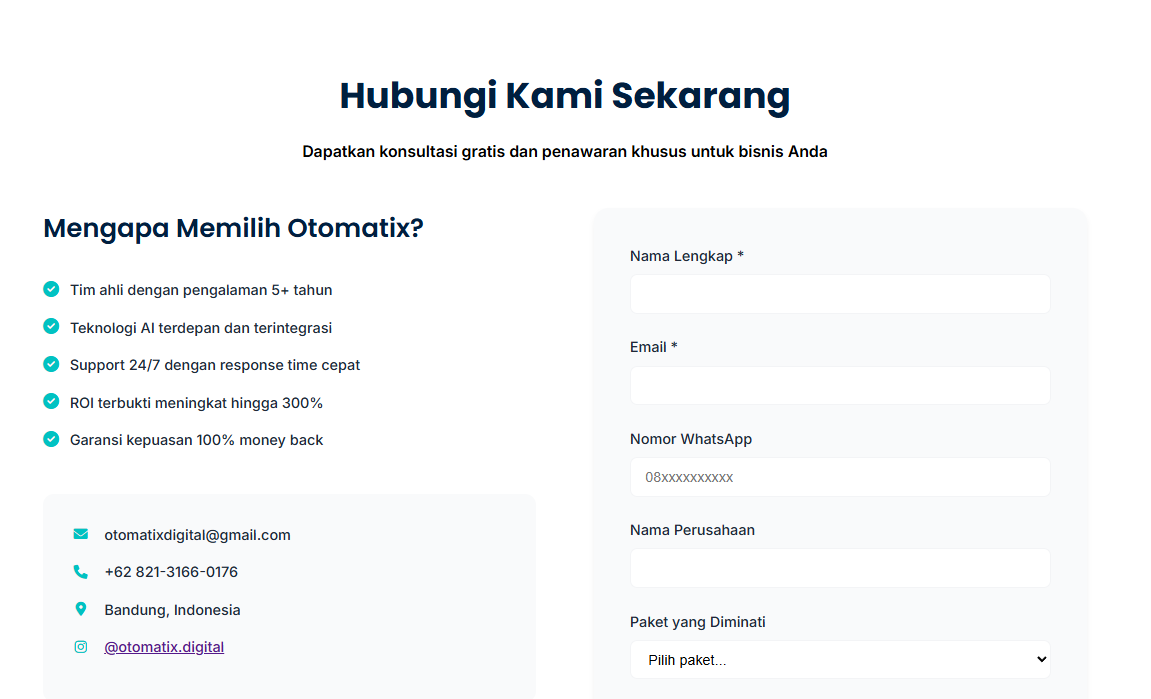 Hubungi Kami Sekarang
Dapatkan konsultasi gratis dan penawaran khusus untuk bisnis Anda
Mengapa Memilih Otomatix?
Tim ahli dengan pengalaman 5+ tahun
Teknologi AI terdepan dan terintegrasi
Support 24/7 dengan response time cepat
ROI terbukti meningkat hingga 300%
Garansi kepuasan 100% money back
otomatixdigital@gmail.com
+62 821-3166-0176
Bandung, Indonesia
@otomatix.digital
Nama Lengkap *
Email *
Nomor WhatsApp
08xxxxxxxxxx
Nama Perusahaan
Paket yang Diminati
Pilih paket...